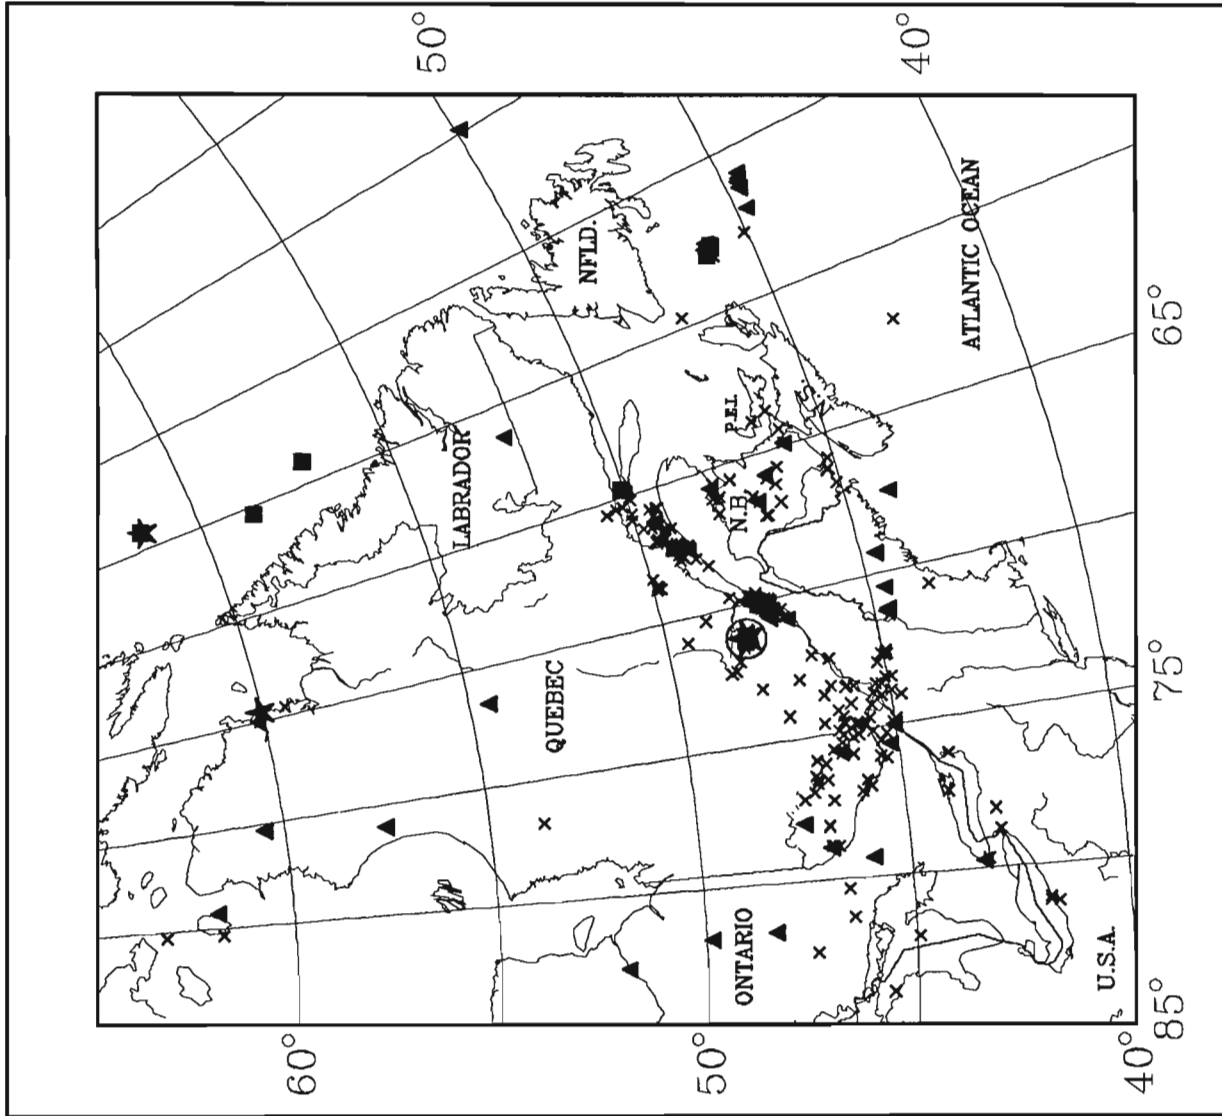 50°
40°
NFLD.
ATLANTIC OCEAN
65°
P.E.I.
N.S.
N.B.
LABRADOR
QUEBEC
75°
ONTARIO
U.S.A.
85°
60°
50°
40°